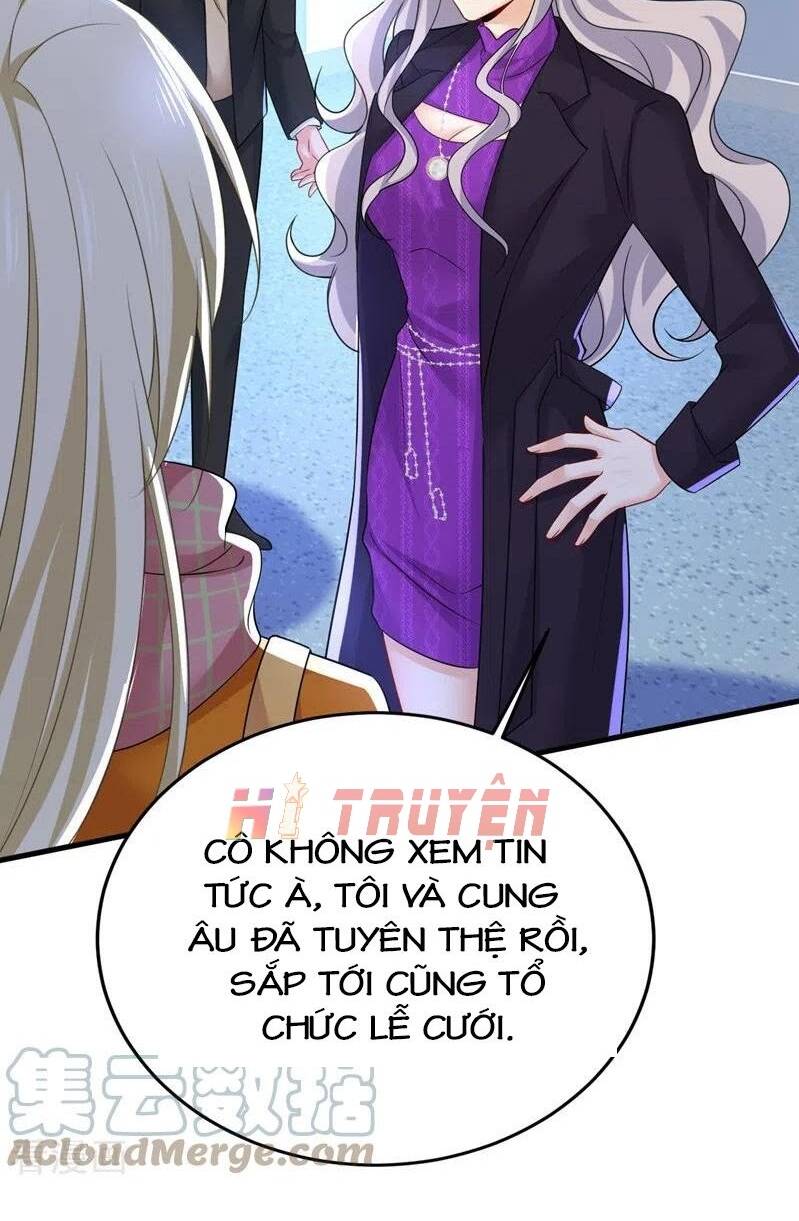 HI TRUYỆN
CÔ KHÔNG XEM TIN
TỨC À, TÔI VÀ CUNG
ÂU ĐÃ TUYÊN THỆ RỒI,
SẮP TỚI CŨNG TỔ
CHỨC LỄ CƯỚI.
集云数据
ACloudMerge.com